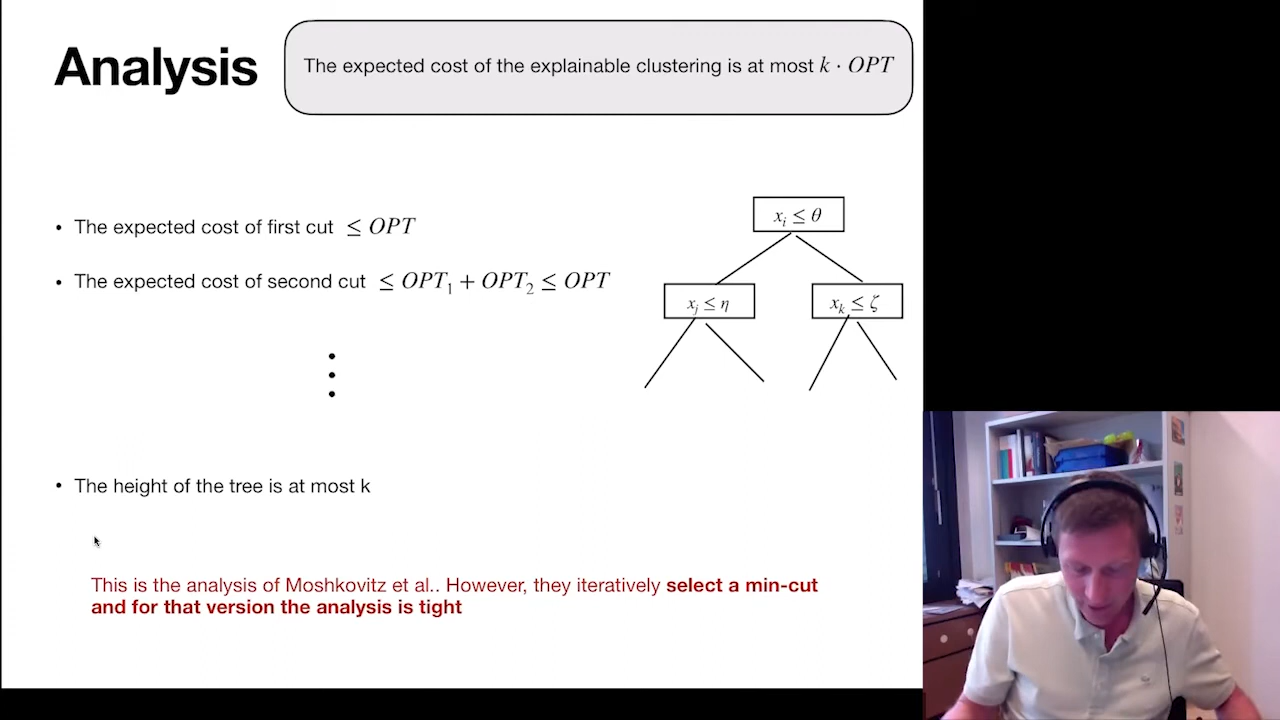 Analysis
The expected cost of the explainable clustering is at most k · OPT
• The expected cost of first cut ≤ OPT
• The expected cost of second cut ≤ OPT₁ + OPT₂ ≤ OPT
• The height of the tree is at most k
x_i ≤ θ
x_j ≤ η
x_k ≤ ζ
This is the analysis of Moshkovitz et al.. However, they iteratively select a min-cut
and for that version the analysis is tight